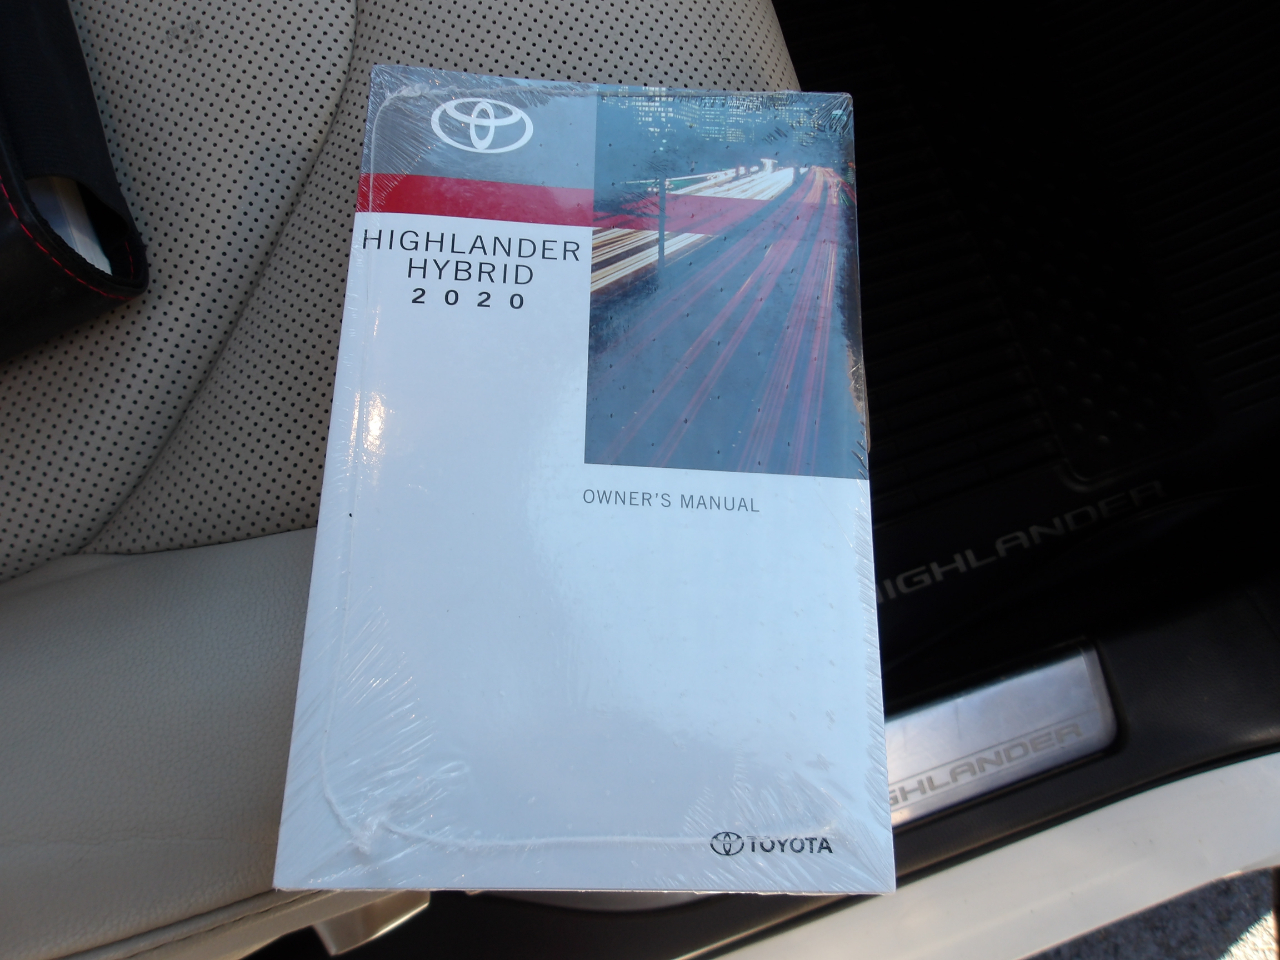 HIGHLANDER
HYBRID
2020
OWNER'S MANUAL
TOYOTA
HIGHLANDER
HIGHLANDER